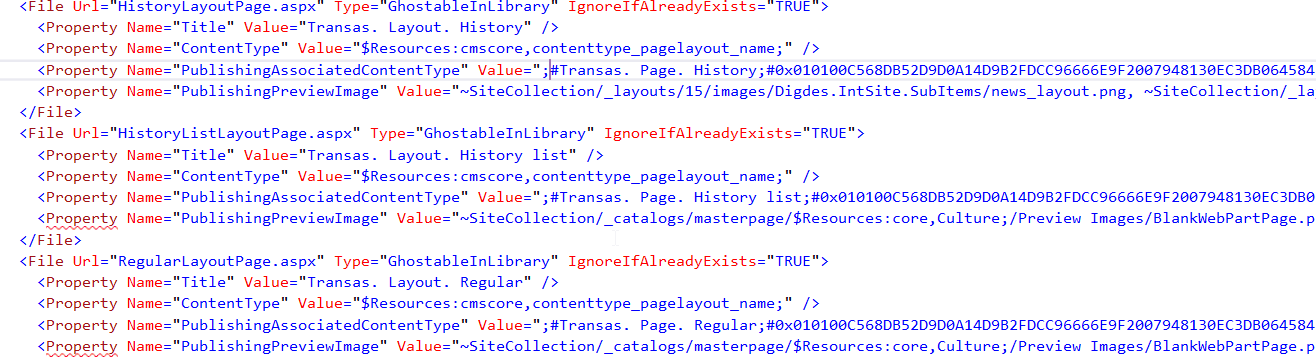 <File Url="HistoryLayoutPage.aspx" Type="GhostableInLibrary" IgnoreIfAlreadyExists="TRUE">
<Property Name="Title" Value="Transas. Layout. History" />
<Property Name="ContentType" Value="$Resources:cmscore,contenttype_pagelayout_name;" />
<Property Name="PublishingAssociatedContentType" Value=";#Transas. Page. History;#0x010100C568DB52D9D0A14D9B2FDCC96666E9F2007948130EC3DB064584
<Property Name="PublishingPreviewImage" Value="~SiteCollection/_layouts/15/images/Digdes.IntSite.SubItems/news_layout.png, ~SiteCollection/_la
</File>
<File Url="HistoryListLayoutPage.aspx" Type="GhostableInLibrary" IgnoreIfAlreadyExists="TRUE">
<Property Name="Title" Value="Transas. Layout. History list" />
<Property Name="ContentType" Value="$Resources:cmscore,contenttype_pagelayout_name;" />
<Property Name="PublishingAssociatedContentType" Value=";#Transas. Page. History list;#0x010100C568DB52D9D0A14D9B2FDCC96666E9F2007948130EC3DB0
<Property Name="PublishingPreviewImage" Value="~SiteCollection/_catalogs/masterpage/$Resources:core,Culture;/Preview Images/BlankWebPartPage.p
</File>
<File Url="RegularLayoutPage.aspx" Type="GhostableInLibrary" IgnoreIfAlreadyExists="TRUE">
<Property Name="Title" Value="Transas. Layout. Regular" />
<Property Name="ContentType" Value="$Resources:cmscore,contenttype_pagelayout_name;" />
<Property Name="PublishingAssociatedContentType" Value=";#Transas. Page. Regular;#0x010100C568DB52D9D0A14D9B2FDCC96666E9F2007948130EC3DB064584
<Property Name="PublishingPreviewImage" Value="~SiteCollection/_catalogs/masterpage/$Resources:core,Culture;/Preview Images/BlankWebPartPage.p